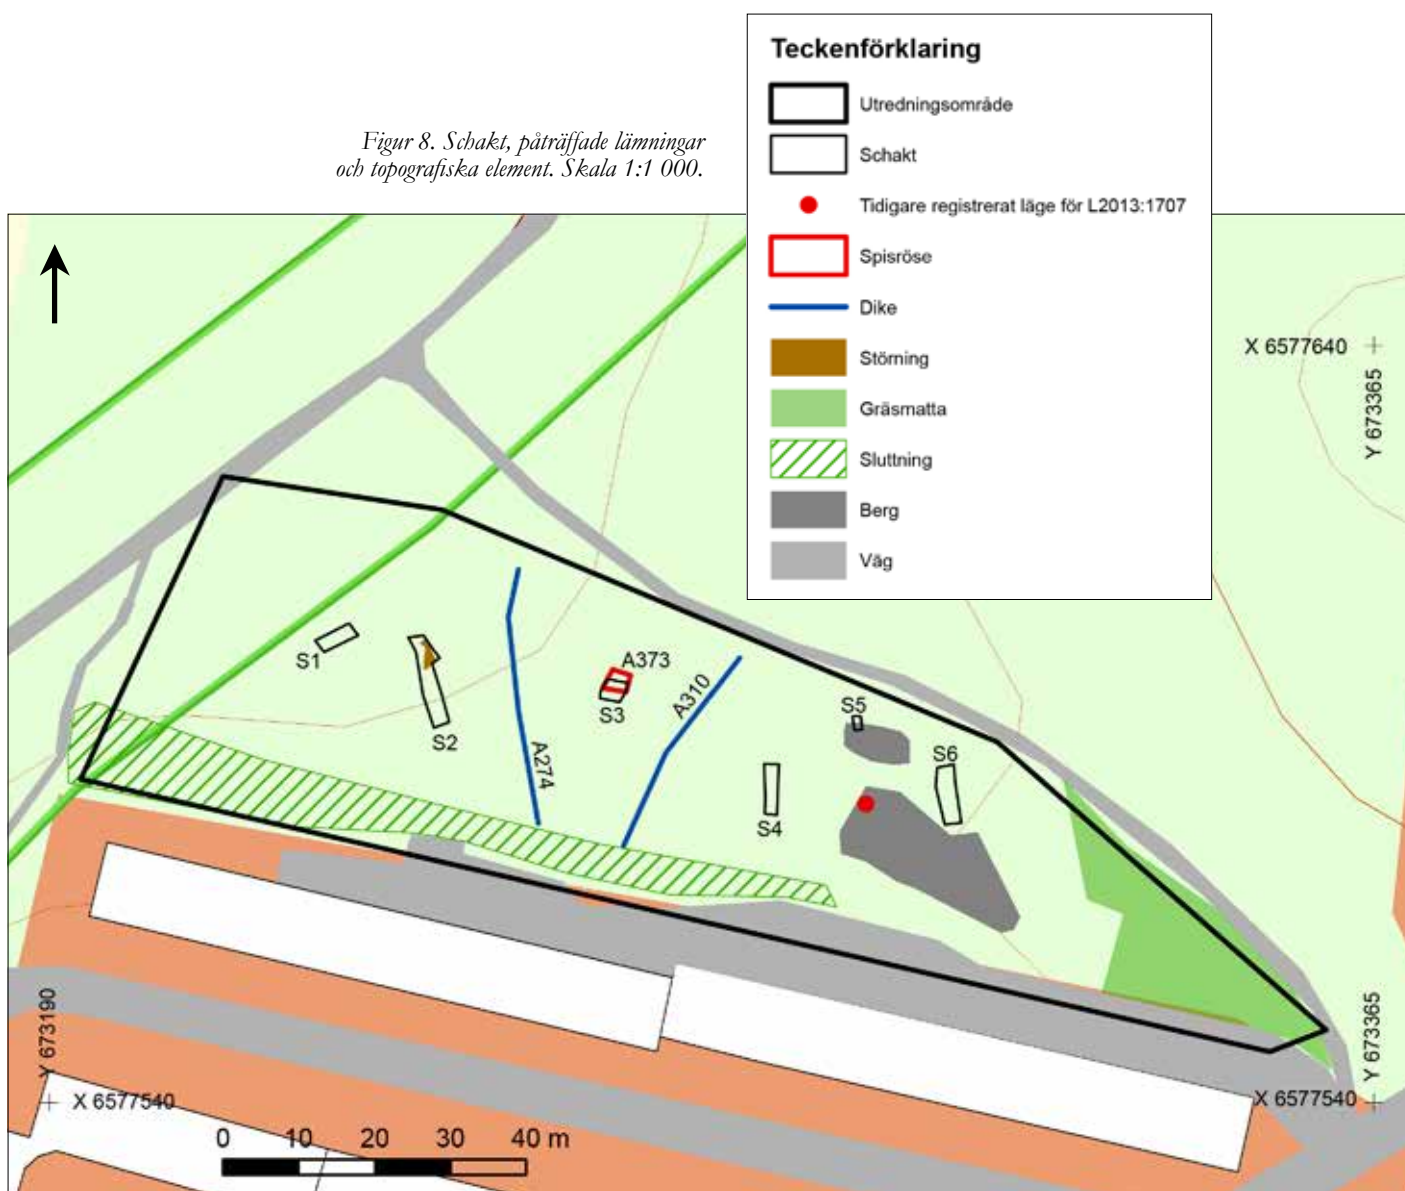 Teckenförklaring
Utredningsområde
Schakt
Tidigare registrerat läge för L2013:1707
Spisröse
Dike
Störning
Gräsmatta
Sluttning
Berg
Väg
Figur 8. Schakt, påträffade lämningar
och topografiska element. Skala 1:1 000.
X 6577640
Y 673365
S1
S2
A274
A373
S3
A310
S4
S5
S6
Y 673190
X 6577540
Y 673365
X 6577540
0 10 20 30 40 m